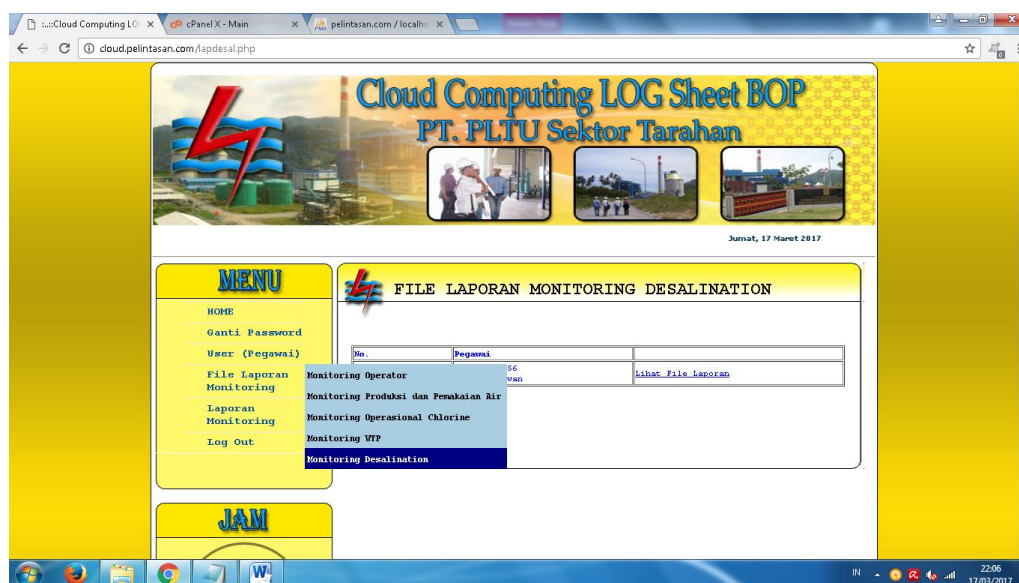 :..::Cloud Computing LO
cPanel X - Main
pelintasan.com / localho
cloud.pelintasan.com/lapdesal.php
Cloud Computing LOG Sheet BOP
PT. PLTU Sektor Tarahan
Jumat, 17 Maret 2017
MENU
HOME
Ganti Password
User (Pegawai)
File Laporan
Monitoring
Laporan
Monitoring
Log Out
Monitoring Operator
Monitoring Produksi dan Pemakaian Air
Monitoring Operasional Chlorine
Monitoring WTP
Monitoring Desalination
FILE LAPORAN MONITORING DESALINATION
No. Pegawai
56
wan
Lihat File Laporan
JAM
IN
22:06
17/03/2017